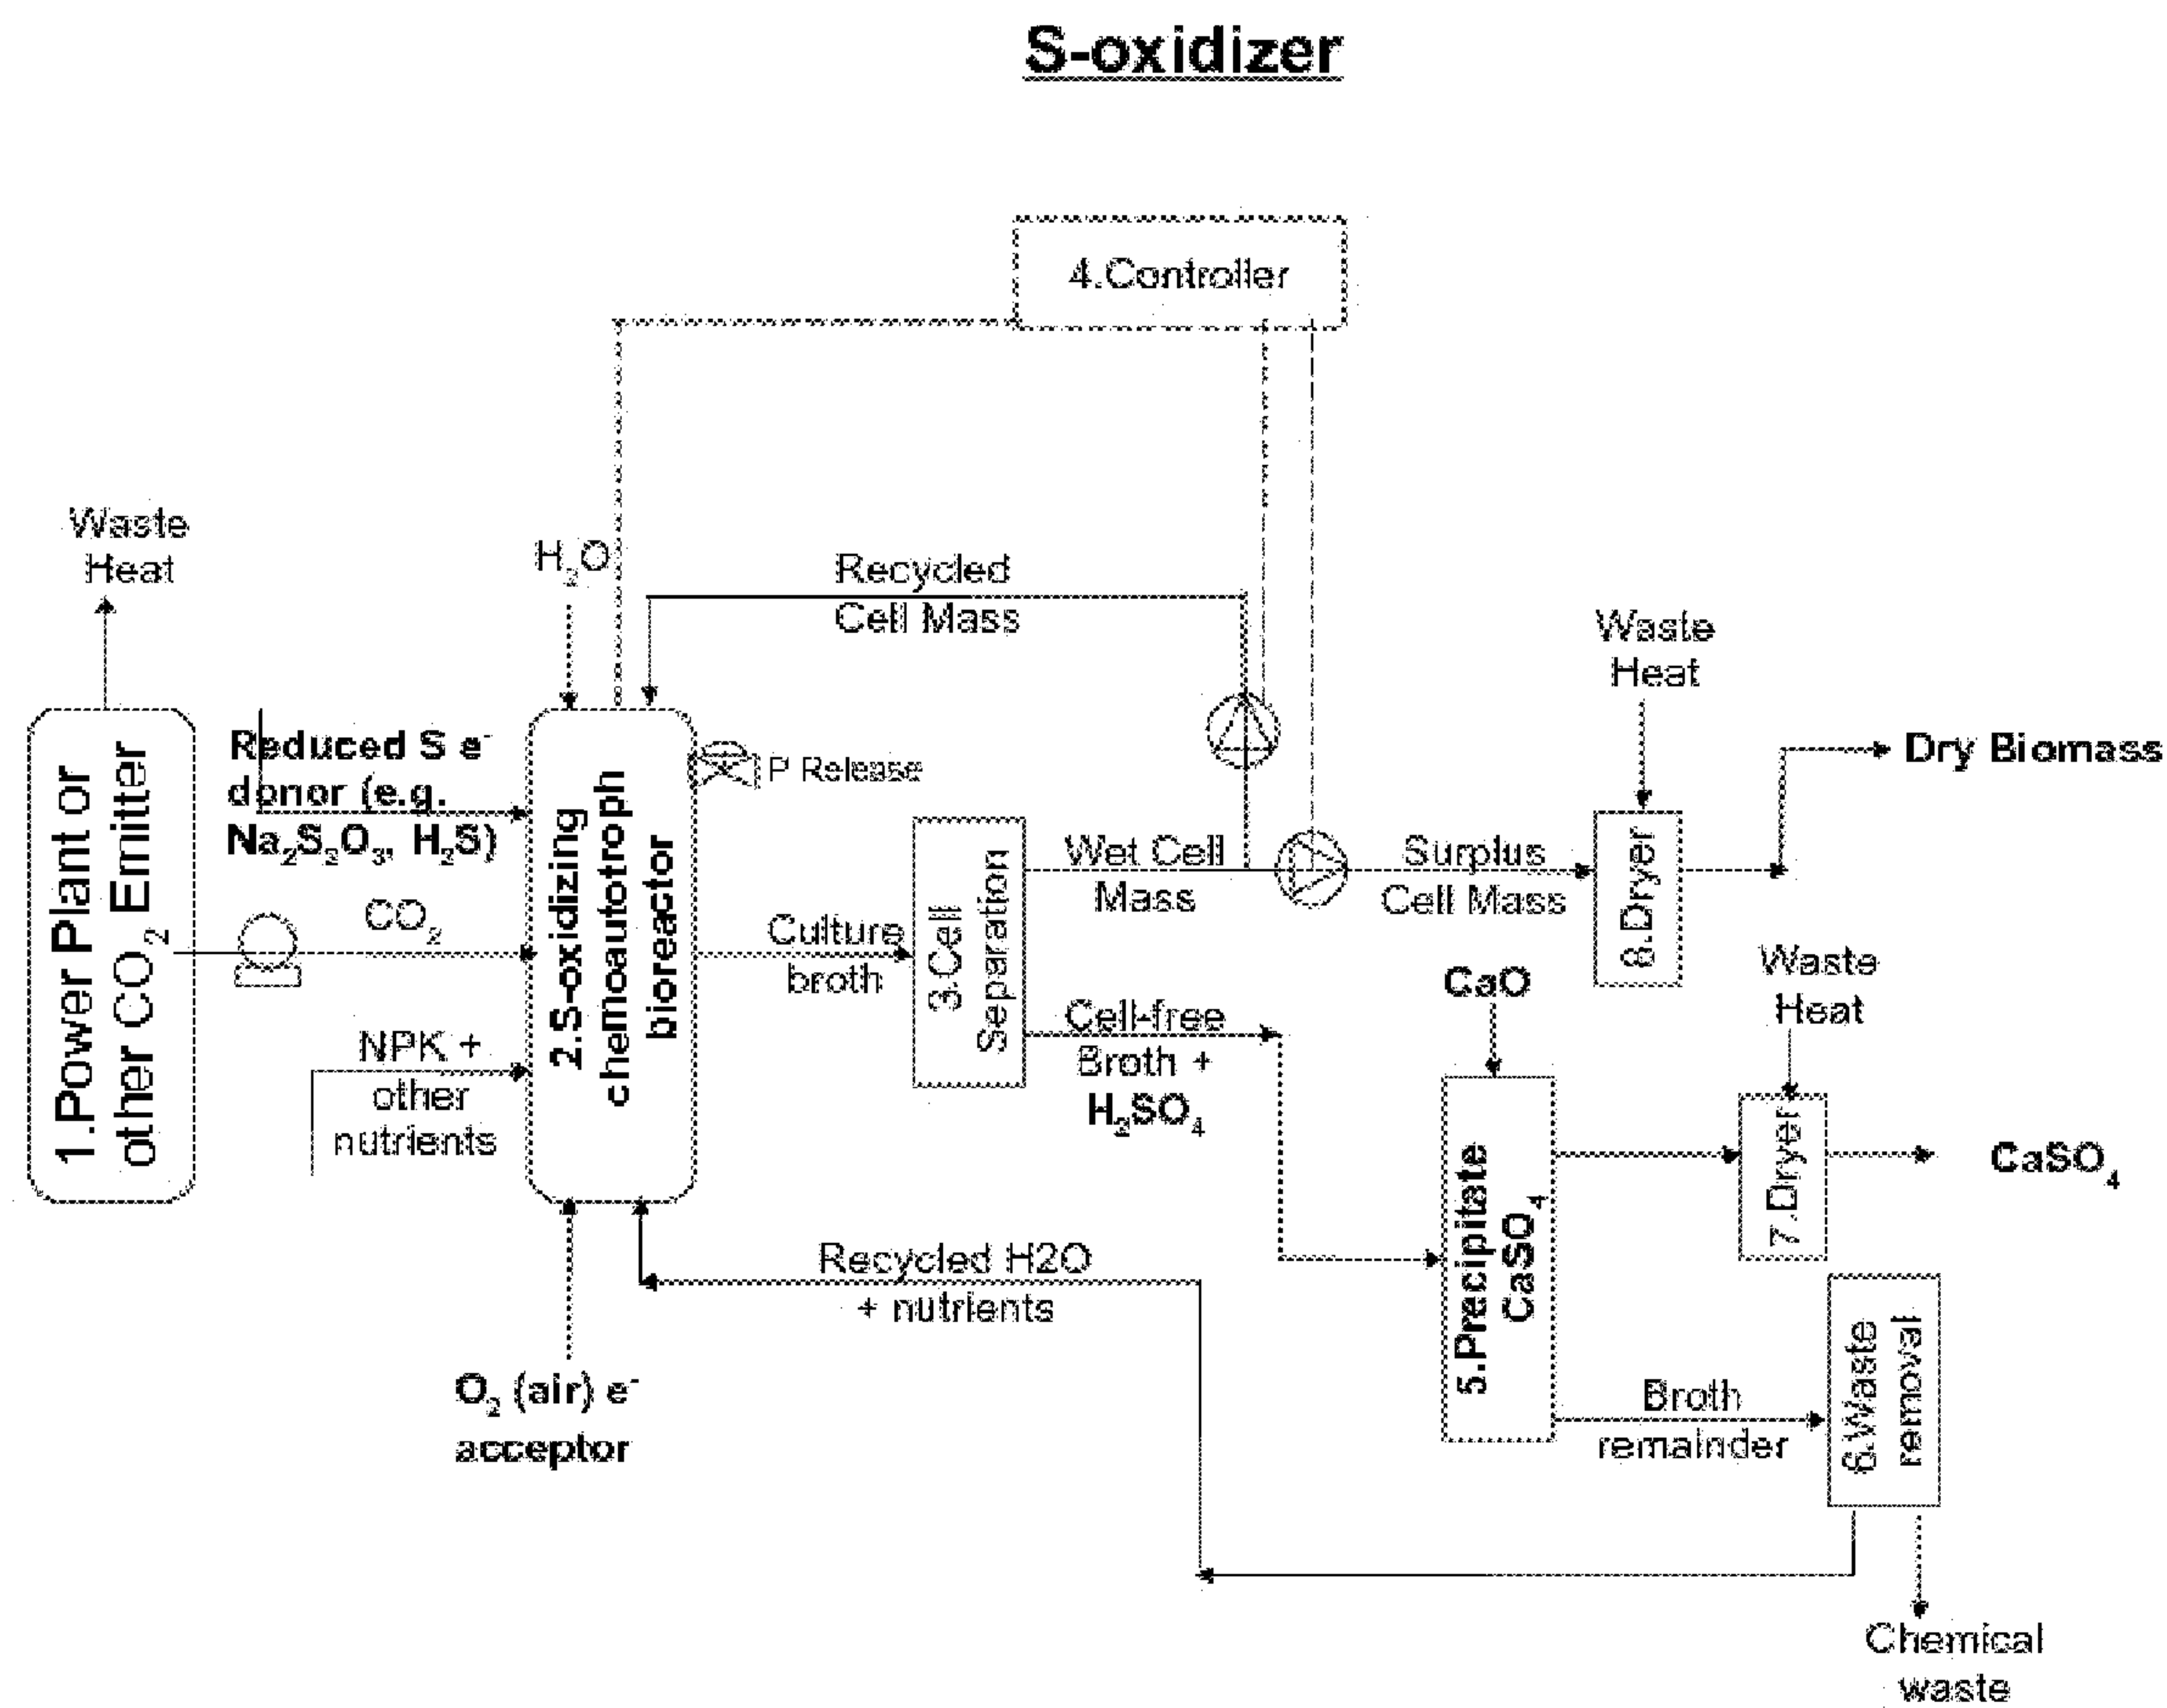 S-oxidizer
4.Controller
Waste
Heat
H₂O
Recycled
Cell Mass
Waste
Heat
Reduced S e⁻
donor (e.g.
Na₂S₂O₃, H₂S)
P Release
Dry Biomass
1.Power Plant or
other CO₂ Emitter
2.S-oxidizing
chemoautotroph
bioreactor
CO₂
Culture
broth
3.Cell
Separation
Wet Cell
Mass
Surplus
Cell Mass
8.Dryer
NPK +
other
nutrients
Cell-free
Broth +
H₂SO₄
CaO
Waste
Heat
5.Precipitate
CaSO₄
7.Dryer
CaSO₄
Recycled H2O
+ nutrients
O₂ (air) e⁻
acceptor
Broth
remainder
6.Waste
removal
Chemical
waste